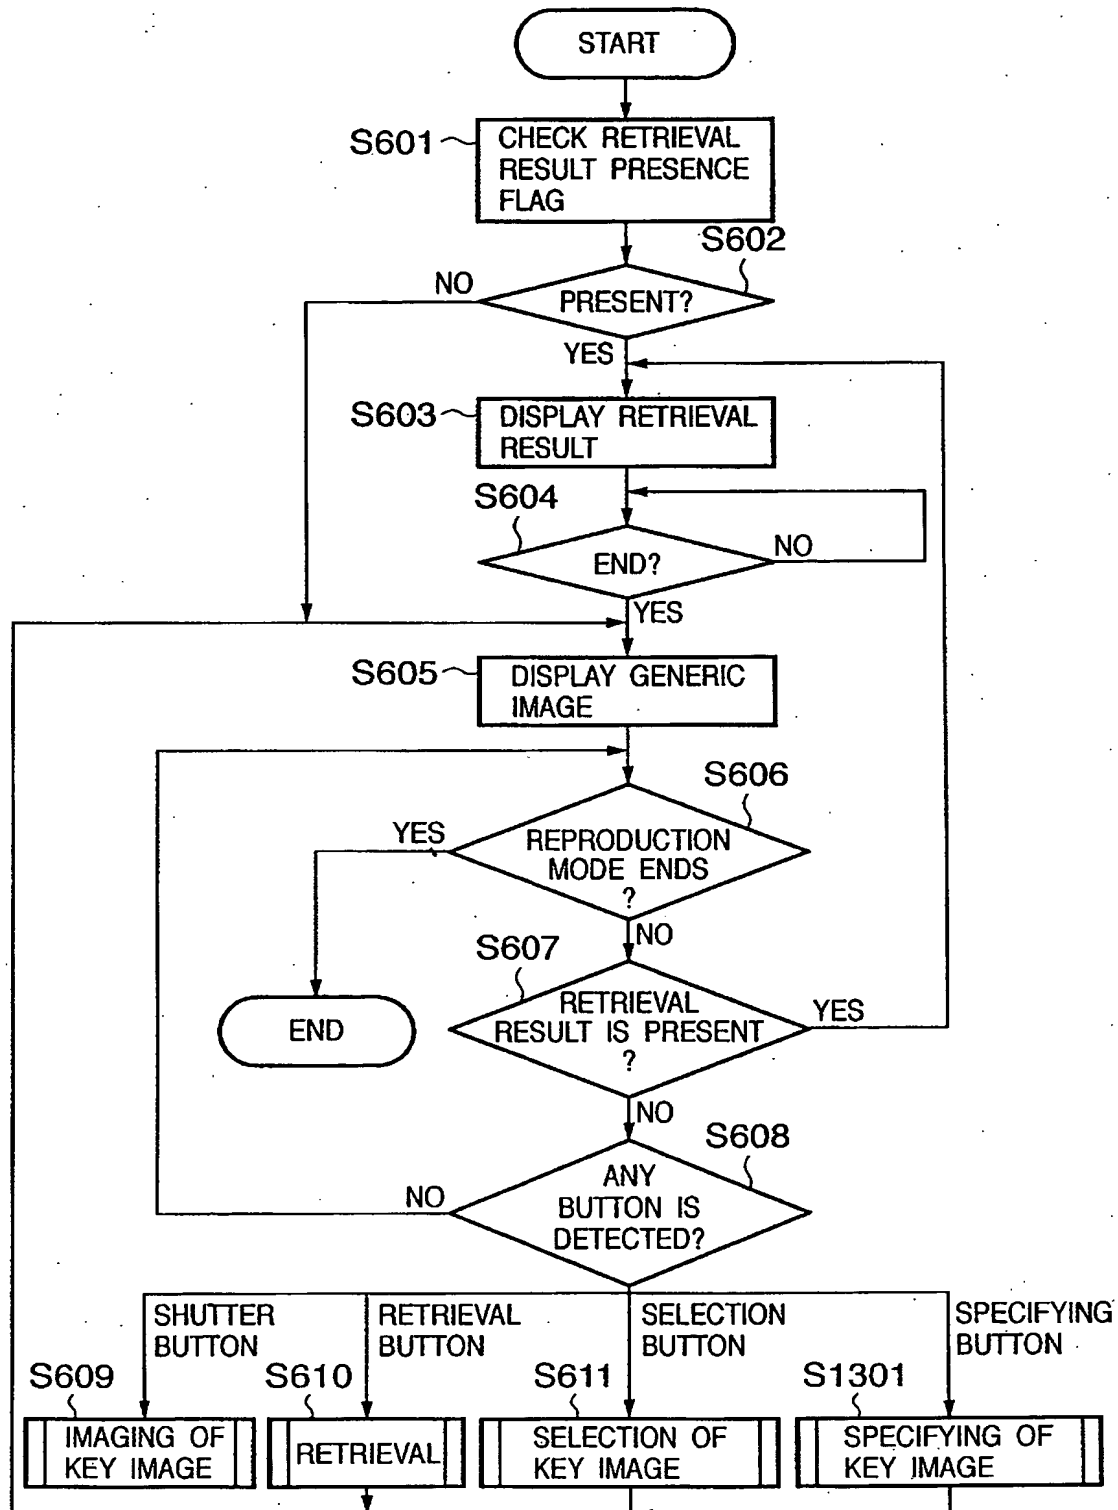 START
S601
CHECK RETRIEVAL
RESULT PRESENCE
FLAG
S602
NO
PRESENT?
YES
S603
DISPLAY RETRIEVAL
RESULT
S604
END?
NO
YES
S605
DISPLAY GENERIC
IMAGE
S606
YES
REPRODUCTION
MODE ENDS
?
NO
S607
END
RETRIEVAL
RESULT IS PRESENT
?
YES
NO
S608
NO
ANY
BUTTON IS
DETECTED?
SHUTTER
BUTTON
RETRIEVAL
BUTTON
SELECTION
BUTTON
SPECIFYING
BUTTON
S609
S610
S611
S1301
IMAGING OF
KEY IMAGE
RETRIEVAL
SELECTION OF
KEY IMAGE
SPECIFYING OF
KEY IMAGE